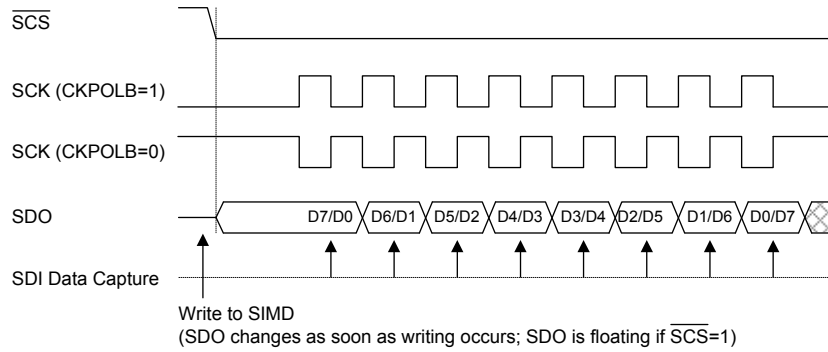 SCS
SCK (CKPOLB=1)
SCK (CKPOLB=0)
SDO D7/D0 D6/D1 D5/D2 D4/D3 D3/D4 D2/D5 D1/D6 D0/D7
SDI Data Capture
Write to SIMD
(SDO changes as soon as writing occurs; SDO is floating if SCS=1)